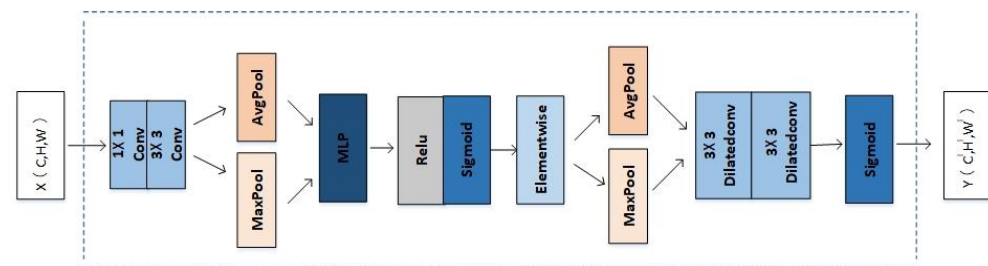 X（C,H,W）
1X 1
Conv
3X 3
Conv
AvgPool
MaxPool
MLP
Relu
Sigmoid
Elementwise
AvgPool
MaxPool
3X 3
Dilatedconv
3X 3
Dilatedconv
Sigmoid
Y（C',H',W'）